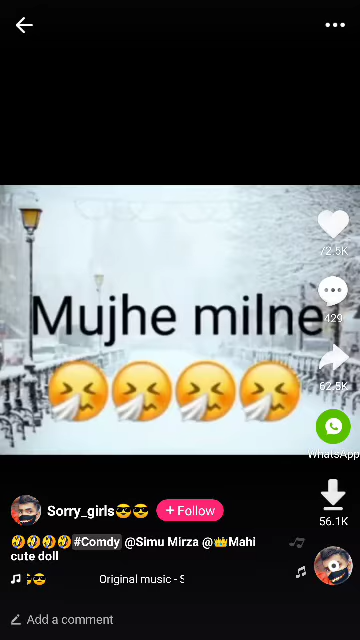 Mujhe milne
🤧🤧🤧🤧
72.5K
429
62.5K
WhatsApp
56.1K
Sorry_girls😎😎
+ Follow
🤣🤣🤣🤣#Comdy @Simu Mirza @👑Mahi
cute doll
Original music - S
Add a comment